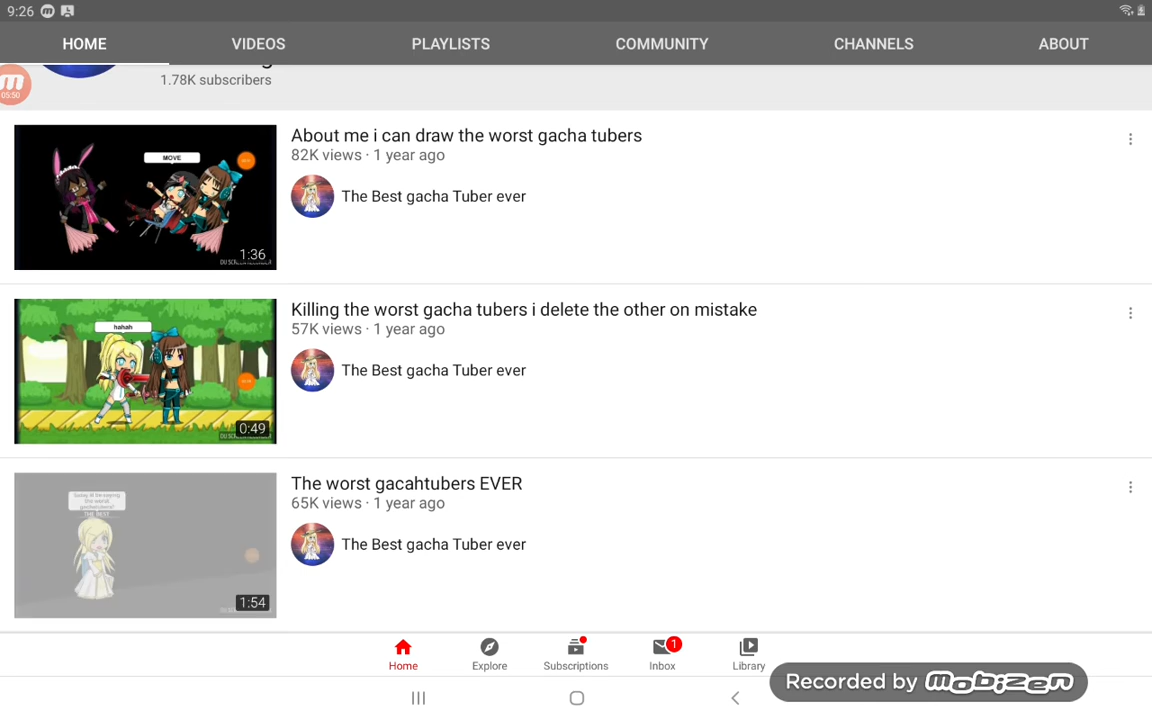 9:26
HOME VIDEOS PLAYLISTS COMMUNITY CHANNELS ABOUT
m
05:50
1.78K subscribers
MOVE
1:36
About me i can draw the worst gacha tubers
82K views · 1 year ago
The Best gacha Tuber ever
hahah
0:49
Killing the worst gacha tubers i delete the other on mistake
57K views · 1 year ago
The Best gacha Tuber ever
THE BEST
1:54
The worst gacahtubers EVER
65K views · 1 year ago
The Best gacha Tuber ever
Home Explore Subscriptions Inbox 1 Library
Recorded by mobizen